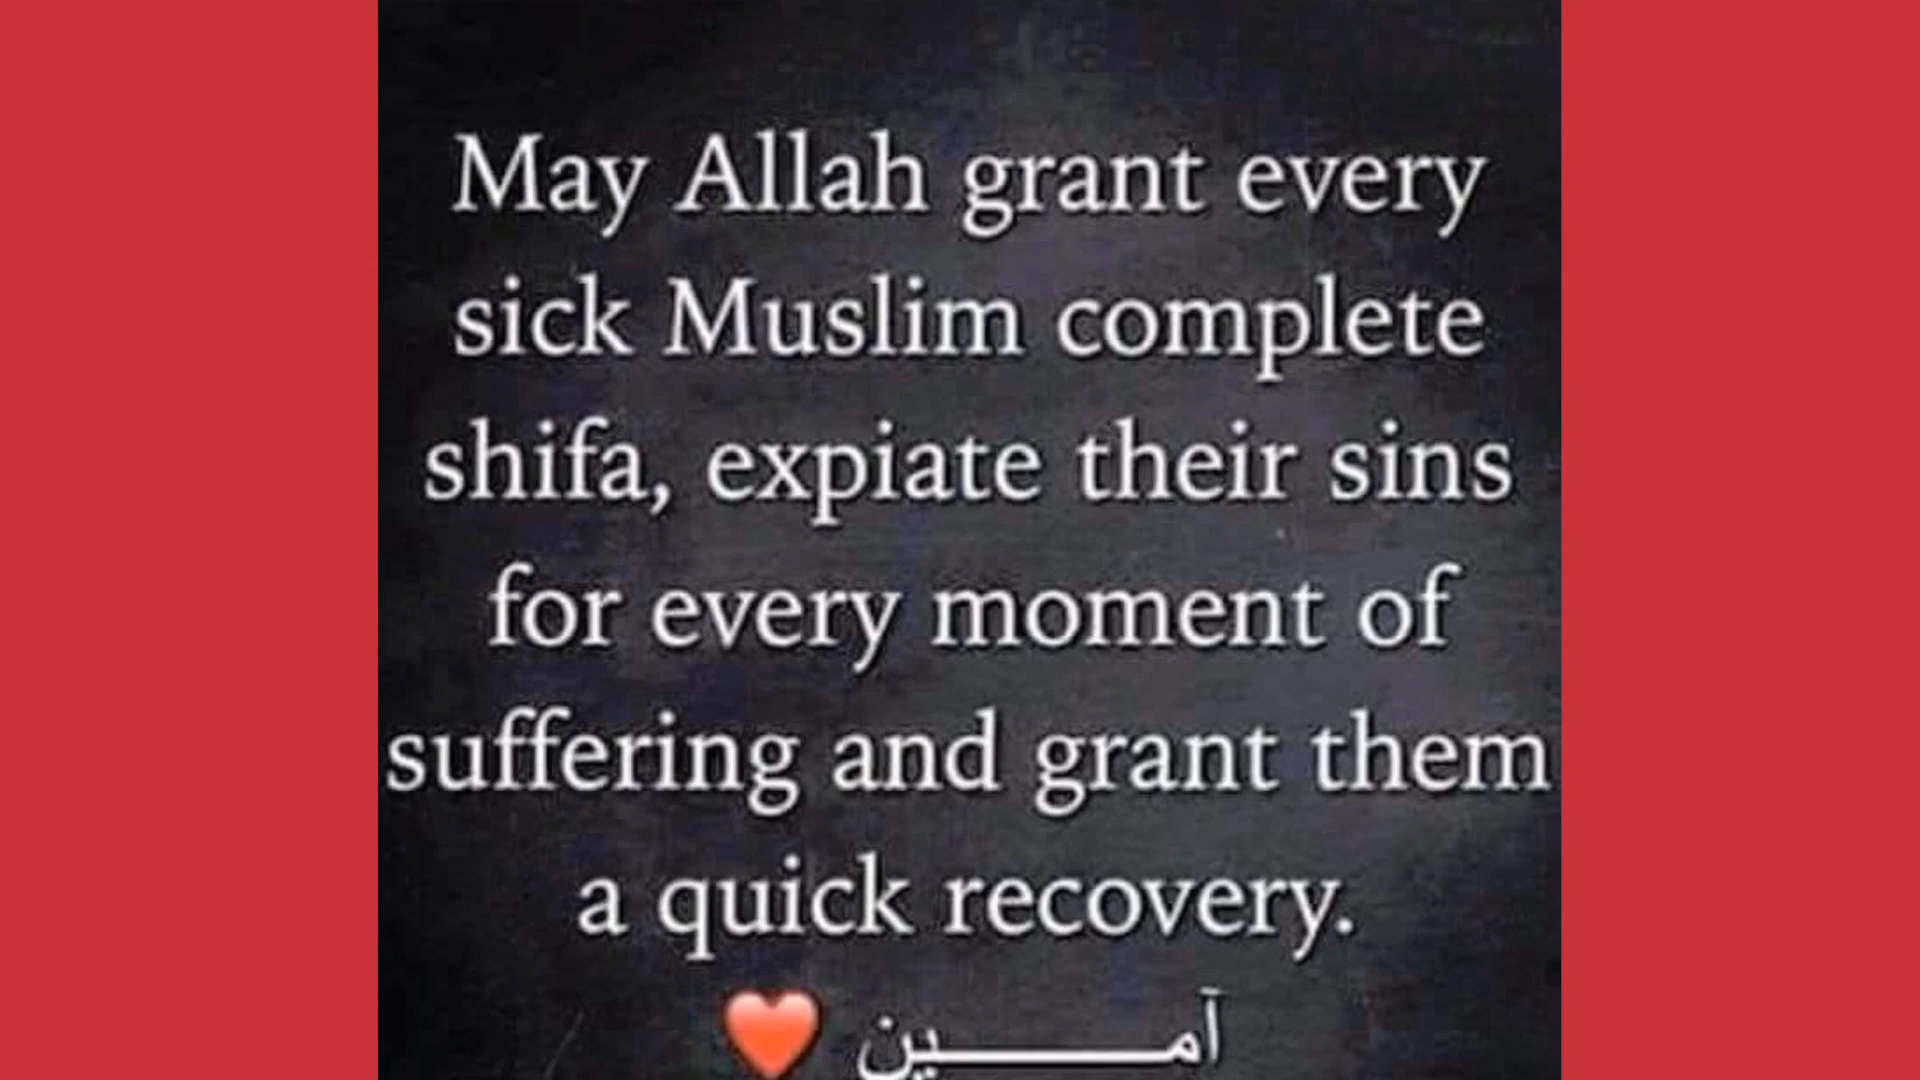 May Allah grant every
sick Muslim complete
shifa, expiate their sins
for every moment of
suffering and grant them
a quick recovery.
❤️ آمـــــــــين